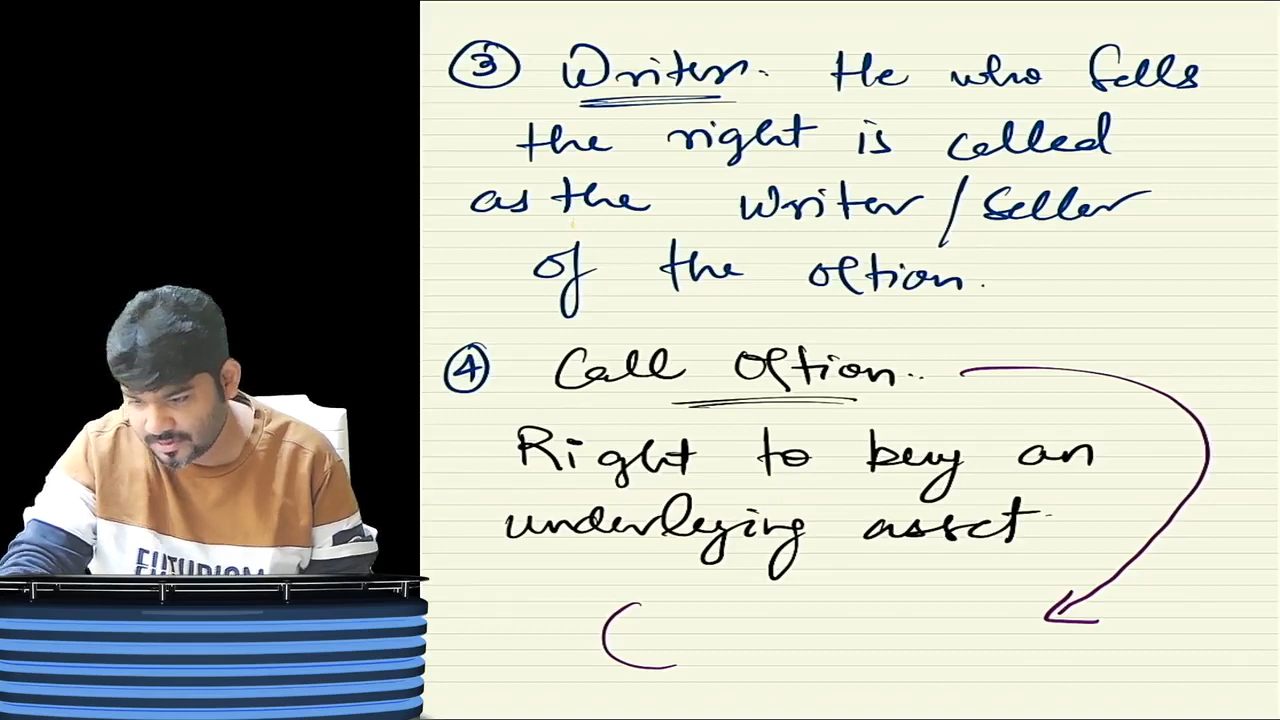 ③ Writer. He who sells
the right is called
as the writer/seller
of the option.
④ Call Option..
Right to buy an
underlying asset.
C
FUTURISM